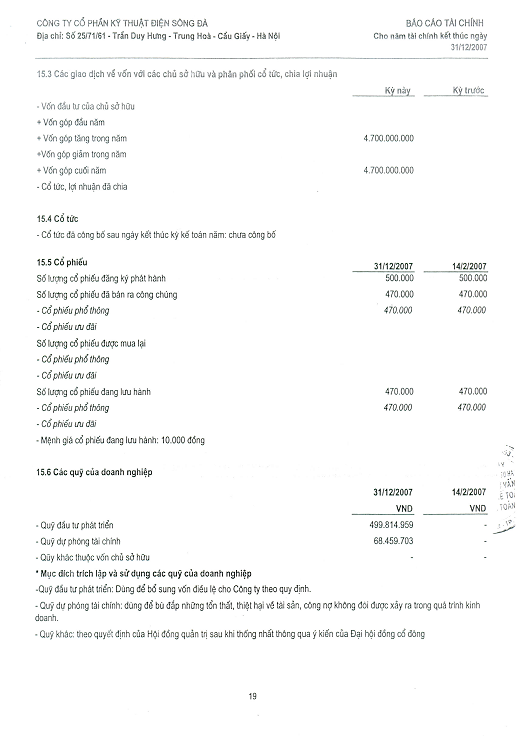 CÔNG TY CỔ PHẦN KỸ THUẬT ĐIỆN SÔNG ĐÀ BÁO CÁO TÀI CHÍNH
Địa chỉ: Số 25/71/61 - Trần Duy Hưng - Trung Hoà - Cầu Giấy - Hà Nội Cho năm tài chính kết thúc ngày
31/12/2007
15.3 Các giao dịch về vốn với các chủ sở hữu và phân phối cổ tức, chia lợi nhuận
Kỳ này Kỳ trước
- Vốn đầu tư của chủ sở hữu
+ Vốn góp đầu năm
+ Vốn góp tăng trong năm 4.700.000.000
+Vốn góp giảm trong năm
+ Vốn góp cuối năm 4.700.000.000
- Cổ tức, lợi nhuận đã chia
15.4 Cổ tức
- Cổ tức đã công bố sau ngày kết thúc kỳ kế toán năm: chưa công bố
15.5 Cổ phiếu 31/12/2007 14/2/2007
Số lượng cổ phiếu đăng ký phát hành 500.000 500.000
Số lượng cổ phiếu đã bán ra công chúng 470.000 470.000
- Cổ phiếu phổ thông 470.000 470.000
- Cổ phiếu ưu đãi
Số lượng cổ phiếu được mua lại
- Cổ phiếu phổ thông
- Cổ phiếu ưu đãi
Số lượng cổ phiếu đang lưu hành 470.000 470.000
- Cổ phiếu phổ thông 470.000 470.000
- Cổ phiếu ưu đãi
- Mệnh giá cổ phiếu đang lưu hành: 10.000 đồng
15.6 Các quỹ của doanh nghiệp
31/12/2007 14/2/2007
VND VND
- Quỹ đầu tư phát triển 499.814.959 -
- Quỹ dự phòng tài chính 68.459.703 -
- Qũy khác thuộc vốn chủ sở hữu - -
* Mục đích trích lập và sử dụng các quỹ của doanh nghiệp
-Quỹ đầu tư phát triển: Dùng để bổ sung vốn điều lệ cho Công ty theo quy định.
- Quỹ dự phòng tài chính: dùng để bù đắp những tổn thất, thiệt hại về tài sản, công nợ không đòi được xảy ra trong quá trình kinh
doanh.
- Quỹ khác: theo quyết định của Hội đồng quản trị sau khi thống nhất thông qua ý kiến của Đại hội đồng cổ đông
19